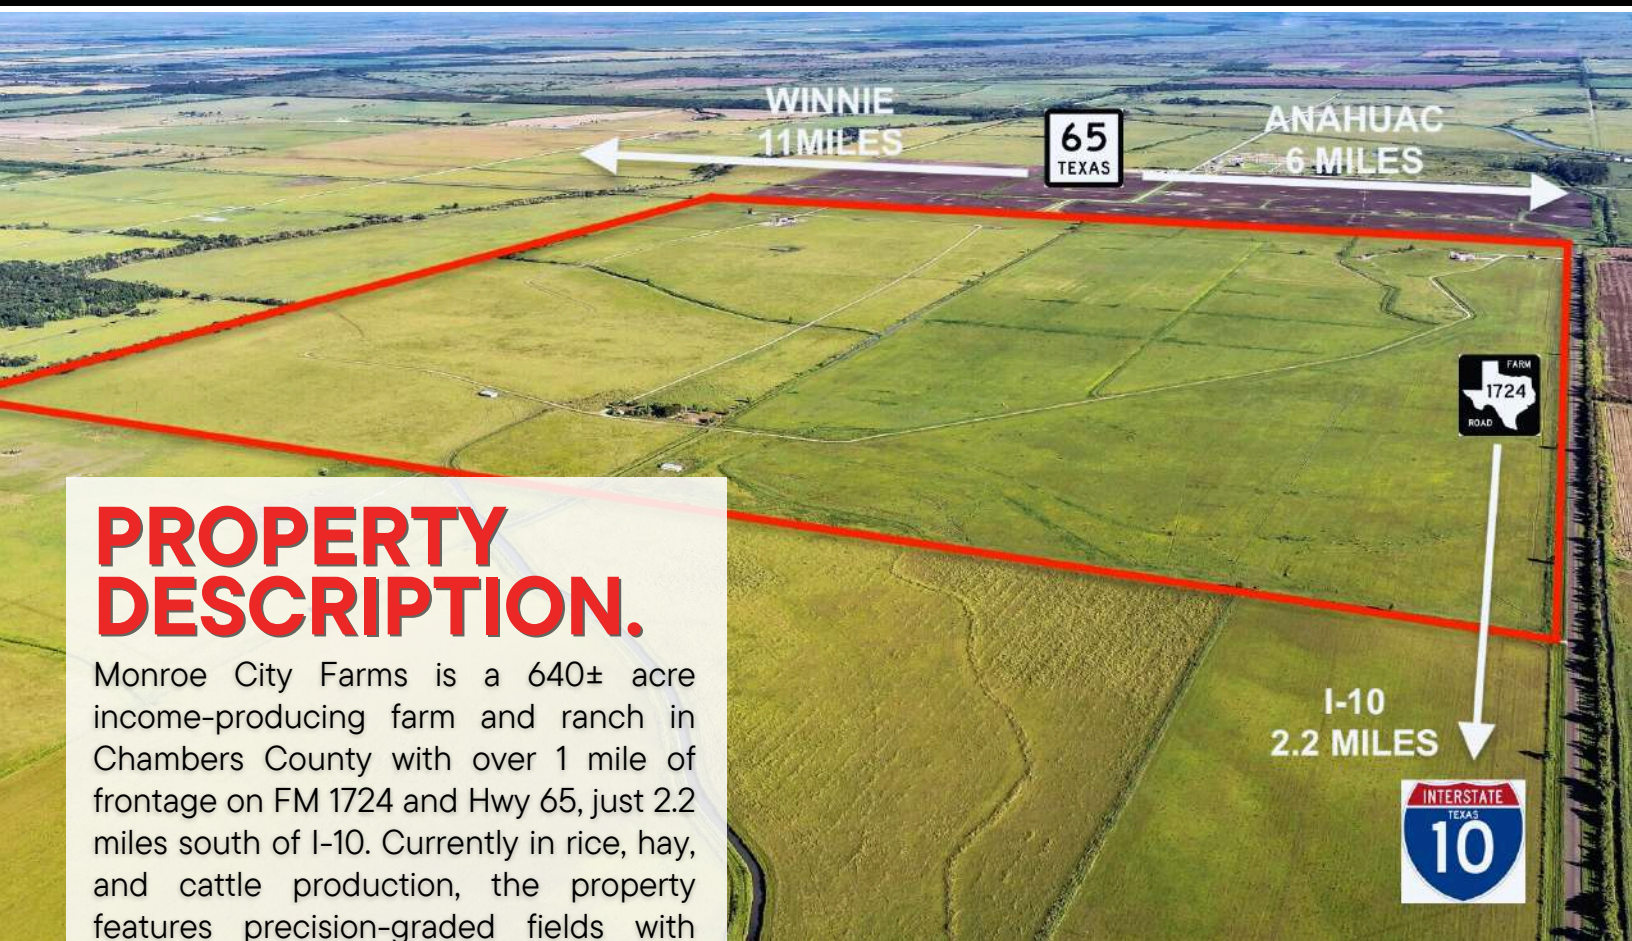 WINNIE
11MILES
65
TEXAS
ANAHUAC
6 MILES
FARM
1724
ROAD
PROPERTY
DESCRIPTION.
Monroe City Farms is a 640± acre
income-producing farm and ranch in
Chambers County with over 1 mile of
frontage on FM 1724 and Hwy 65, just 2.2
miles south of I-10. Currently in rice, hay,
and cattle production, the property
features precision-graded fields with
I-10
2.2 MILES
INTERSTATE
TEXAS
10